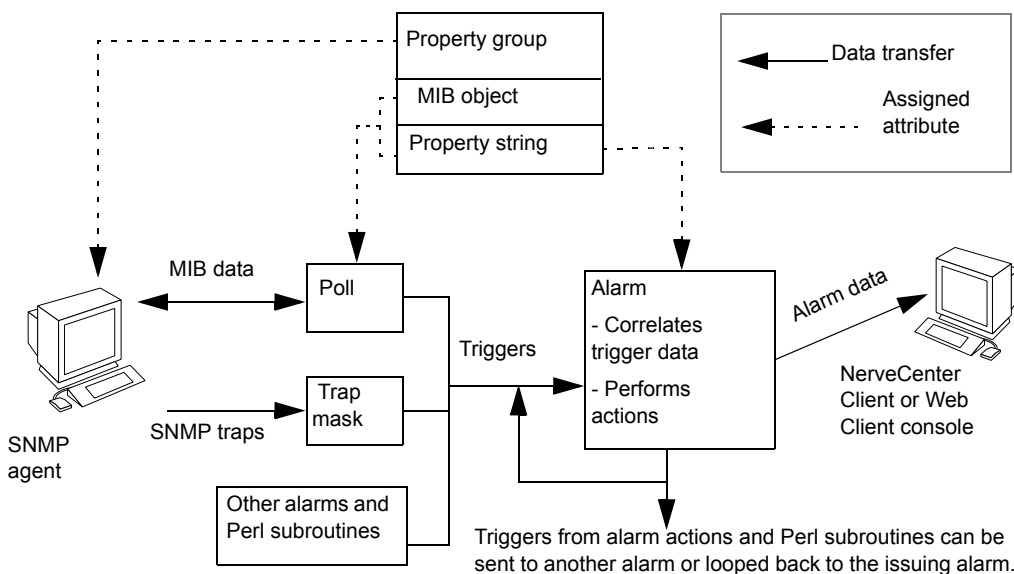 Property group
MIB object
Property string
Data transfer
Assigned
attribute
MIB data
Poll
SNMP traps
Trap
mask
SNMP
agent
Other alarms and
Perl subroutines
Triggers
Alarm
- Correlates
trigger data
- Performs
actions
Alarm data
NerveCenter
Client or Web
Client console
Triggers from alarm actions and Perl subroutines can be
sent to another alarm or looped back to the issuing alarm.